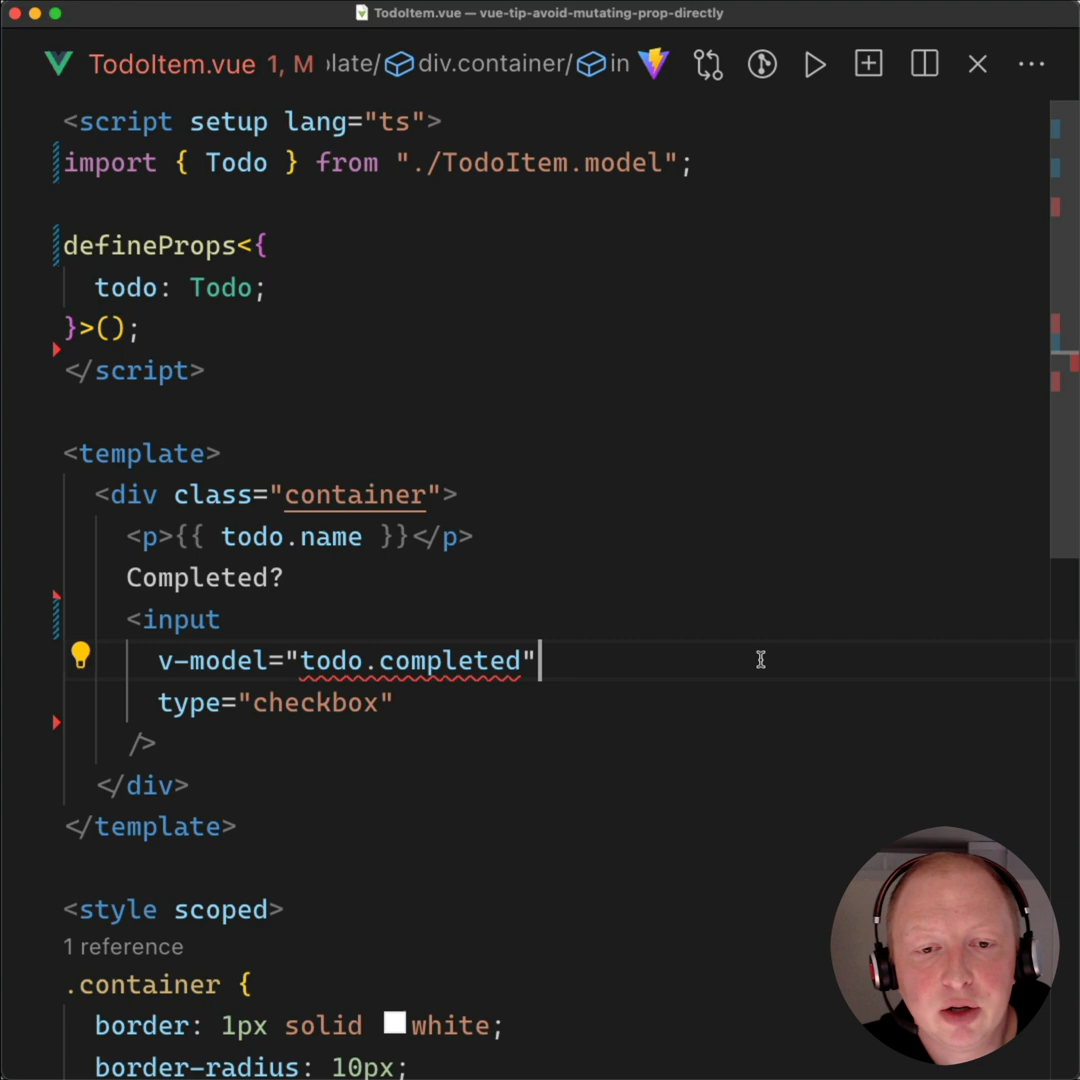 TodoItem.vue — vue-tip-avoid-mutating-prop-directly
TodoItem.vue 1, M late/ div.container/ in
<script setup lang="ts">
import { Todo } from "./TodoItem.model";
defineProps<{
todo: Todo;
}>();
</script>
<template>
<div class="container">
<p>{{ todo.name }}</p>
Completed?
<input
v-model="todo.completed"
type="checkbox"
/>
</div>
</template>
<style scoped>
1 reference
.container {
border: 1px solid white;
border-radius: 10px;